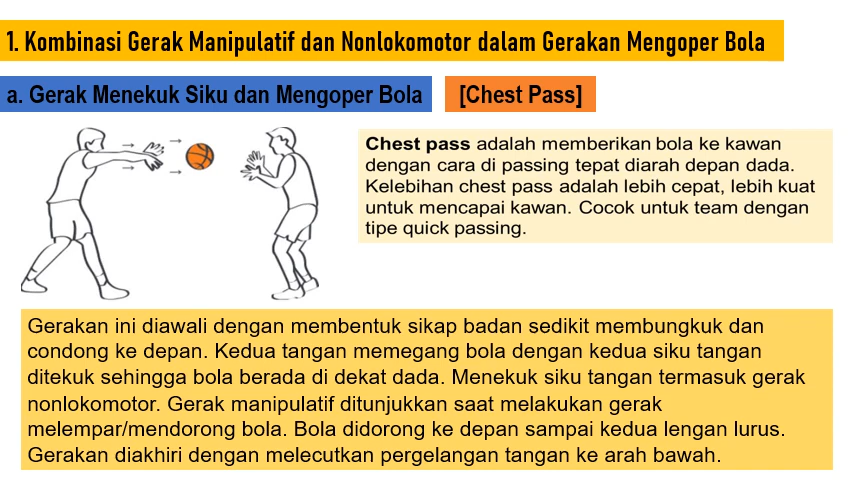 1. Kombinasi Gerak Manipulatif dan Nonlokomotor dalam Gerakan Mengoper Bola
a. Gerak Menekuk Siku dan Mengoper Bola
[Chest Pass]
Chest pass adalah memberikan bola ke kawan
dengan cara di passing tepat diarah depan dada.
Kelebihan chest pass adalah lebih cepat, lebih kuat
untuk mencapai kawan. Cocok untuk team dengan
tipe quick passing.
Gerakan ini diawali dengan membentuk sikap badan sedikit membungkuk dan
condong ke depan. Kedua tangan memegang bola dengan kedua siku tangan
ditekuk sehingga bola berada di dekat dada. Menekuk siku tangan termasuk gerak
nonlokomotor. Gerak manipulatif ditunjukkan saat melakukan gerak
melempar/mendorong bola. Bola didorong ke depan sampai kedua lengan lurus.
Gerakan diakhiri dengan melecutkan pergelangan tangan ke arah bawah.